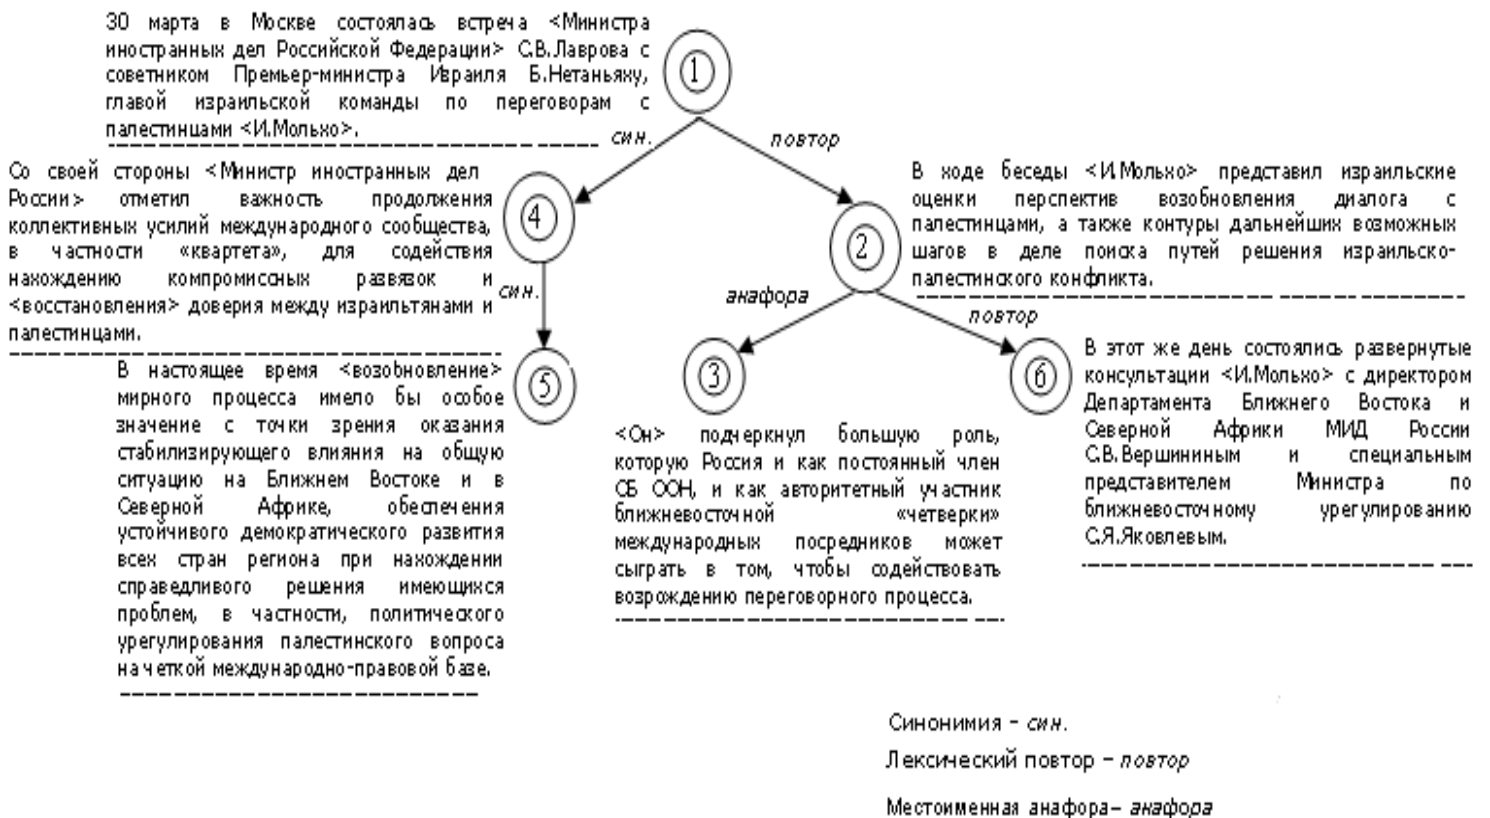 30 марта в Москве состоялась встреча <Министра
иностранных дел Российской Федерации> С.В.Лаврова с
советником Премьер-министра Израиля Б.Нетаньяху,
главой израильской команды по переговорам с
палестинцами <И.Мольхо>.
1
син.
повтор
Со своей стороны <Министр иностранных дел
России> отметил важность продолжения
коллективных усилий международного сообщества,
в частности «квартета», для содействия
нахождению компромиссных развязок и
<восстановления> доверия между израильтянами и
палестинцами.
4
2
В ходе беседы <И.Мольхо> представил израильские
оценки перспектив возобновления диалога с
палестинцами, а также контуры дальнейших возможных
шагов в деле поиска путей решения израильско-
палестинского конфликта.
син.
анафора
повтор
В настоящее время <возобновление>
мирного процесса имело бы особое
значение с точки зрения оказания
стабилизирующего влияния на общую
ситуацию на Ближнем Востоке и в
Северной Африке, обеспечения
устойчивого демократического развития
всех стран региона при нахождении
справедливого решения имеющихся
проблем, в частности, политического
урегулирования палестинского вопроса
на четкой международно-правовой базе.
5
3
<Он> подчеркнул большую роль,
которую Россия и как постоянный член
СБ ООН, и как авторитетный участник
ближневосточной «четверки»
международных посредников может
сыграть в том, чтобы содействовать
возрождению переговорного процесса.
6
В этот же день состоялись развернутые
консультации <И.Мольхо> с директором
Департамента Ближнего Востока и
Северной Африки МИД России
С.В.Вершининым и специальным
представителем Министра по
ближневосточному урегулированию
С.Я.Яковлевым.
Синонимия – син.
Лексический повтор – повтор
Местоименная анафора– анафора